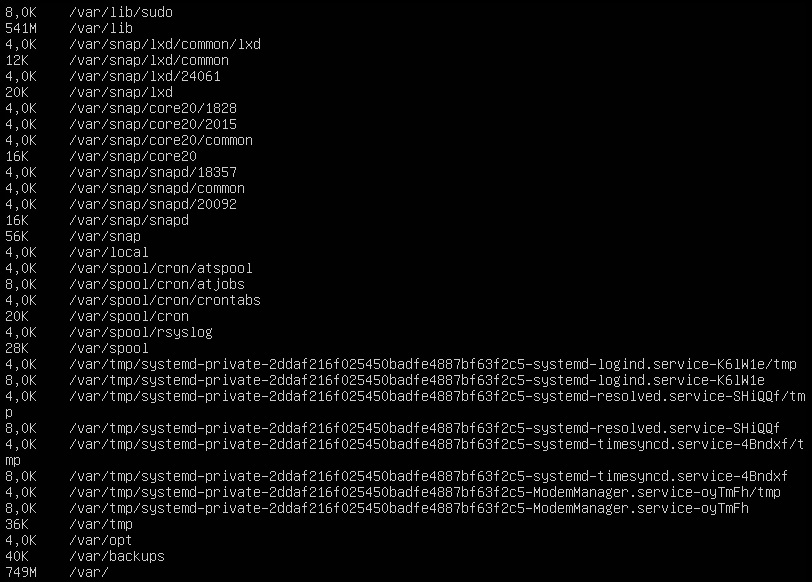 8,0K    /var/lib/sudo
541M    /var/lib
4,0K    /var/snap/lxd/common/lxd
12K     /var/snap/lxd/common
4,0K    /var/snap/lxd/24061
20K     /var/snap/lxd
4,0K    /var/snap/core20/1828
4,0K    /var/snap/core20/2015
4,0K    /var/snap/core20/common
16K     /var/snap/core20
4,0K    /var/snap/snapd/18357
4,0K    /var/snap/snapd/common
4,0K    /var/snap/snapd/20092
16K     /var/snap/snapd
56K     /var/snap
4,0K    /var/local
4,0K    /var/spool/cron/atspool
8,0K    /var/spool/cron/atjobs
4,0K    /var/spool/cron/crontabs
20K     /var/spool/cron
4,0K    /var/spool/rsyslog
28K     /var/spool
4,0K    /var/tmp/systemd-private-2ddaf216f025450badfe4887bf63f2c5-systemd-logind.service-K6lW1e/tmp
8,0K    /var/tmp/systemd-private-2ddaf216f025450badfe4887bf63f2c5-systemd-logind.service-K6lW1e
4,0K    /var/tmp/systemd-private-2ddaf216f025450badfe4887bf63f2c5-systemd-resolved.service-SHiQQf/tm
p
8,0K    /var/tmp/systemd-private-2ddaf216f025450badfe4887bf63f2c5-systemd-resolved.service-SHiQQf
4,0K    /var/tmp/systemd-private-2ddaf216f025450badfe4887bf63f2c5-systemd-timesyncd.service-4Bndxf/t
mp
8,0K    /var/tmp/systemd-private-2ddaf216f025450badfe4887bf63f2c5-systemd-timesyncd.service-4Bndxf
4,0K    /var/tmp/systemd-private-2ddaf216f025450badfe4887bf63f2c5-ModemManager.service-oyTmFh/tmp
8,0K    /var/tmp/systemd-private-2ddaf216f025450badfe4887bf63f2c5-ModemManager.service-oyTmFh
36K     /var/tmp
4,0K    /var/opt
40K     /var/backups
749M    /var/